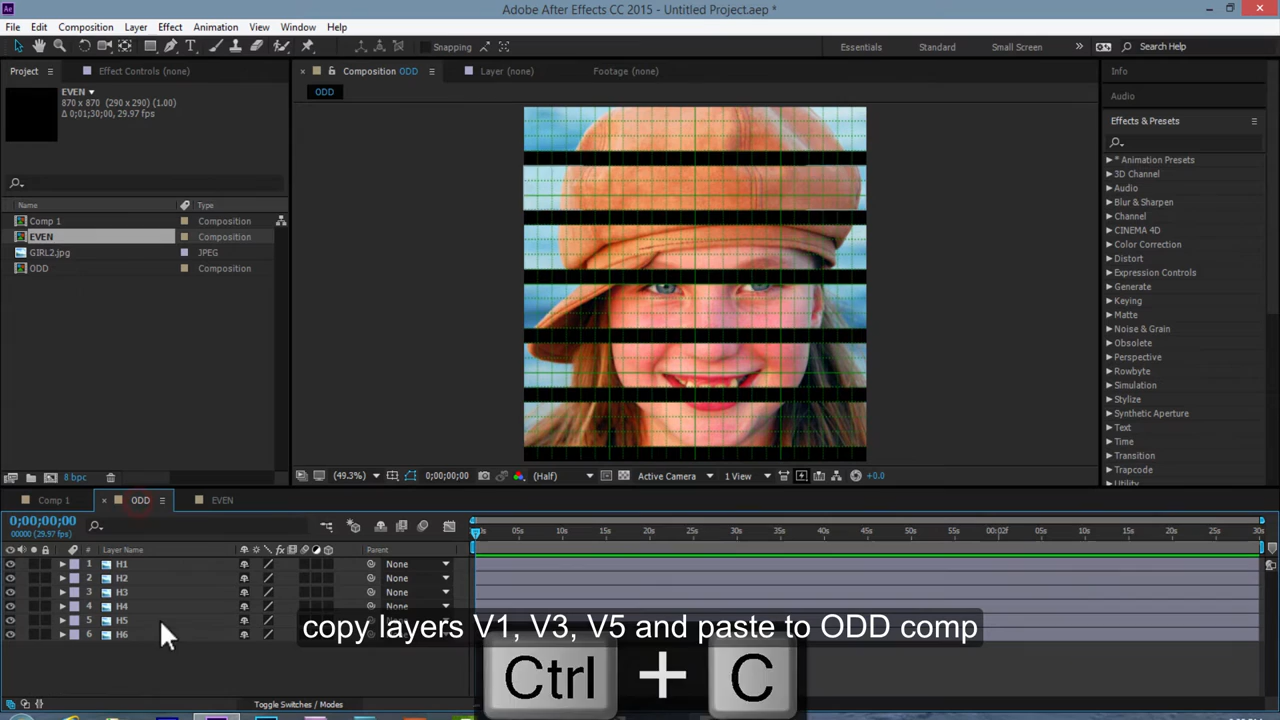 Adobe After Effects CC 2015 - Untitled Project.aep *
File Edit Composition Layer Effect Animation View Window Help
Snapping Essentials Standard Small Screen Search Help
Project Effect Controls (none) Composition ODD Layer (none) Footage (none) Info
EVEN
870 x 870 (290 x 290) (1.00)
Δ 0;01;30;00, 29.97 fps
ODD
Audio
Effects & Presets
Name Type
Comp 1 Composition
EVEN Composition
GIRL2.jpg JPEG
ODD Composition
* Animation Presets
3D Channel
Audio
Blur & Sharpen
Channel
CINEMA 4D
Color Correction
Distort
Expression Controls
Generate
Keying
Matte
Noise & Grain
Obsolete
Perspective
Rowbyte
Simulation
Stylize
Synthetic Aperture
Text
Time
Transition
Trapcode
Utility
8 bpc (49.3%) 0;00;00;00 (Half) Active Camera 1 View +0.0
Comp 1 ODD EVEN
0;00;00;00
00000 (29.97 fps)
05s 10s 15s 20s 25s 30s 35s 40s 45s 50s 55s 00:02f 05s 10s 15s 20s 25s 30s
# Layer Name Parent
1 H1 None
2 H2 None
3 H3 None
4 H4 None
5 H5 None
6 H6 None
copy layers V1, V3, V5 and paste to ODD comp
Ctrl + C
Toggle Switches / Modes